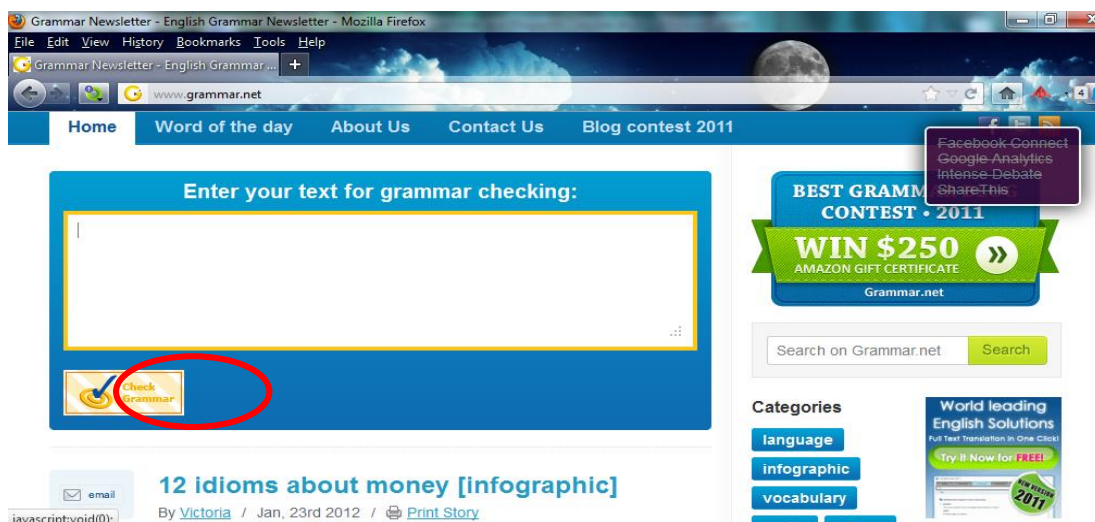 Grammar Newsletter - English Grammar Newsletter - Mozilla Firefox
File Edit View History Bookmarks Tools Help
Grammar Newsletter - English Grammar ... +
www.grammar.net
4
Home Word of the day About Us Contact Us Blog contest 2011
Facebook Connect
Google Analytics
Intense Debate
ShareThis
Enter your text for grammar checking:
BEST GRAMM
CONTEST • 2011
WIN $250
AMAZON GIFT CERTIFICATE
Grammar.net
Search on Grammar.net Search
Check
Grammar
Categories
language
infographic
vocabulary
World leading
English Solutions
Full Text Translation in One Click!
Try It Now for FREE!
NEW VERSION
2011
email
12 idioms about money [infographic]
By Victoria / Jan, 23rd 2012 / Print Story
javascript:void(0);